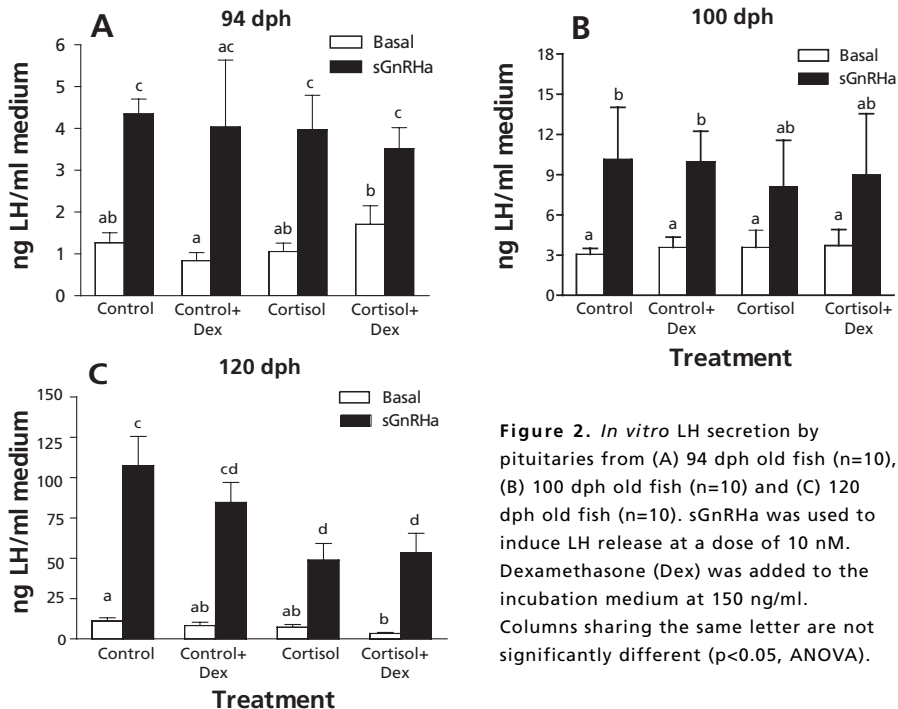 A
94 dph
Basal
sGnRHa
ng LH/ml medium
6
5
4
3
2
1
0
ab
c
a
ac
ab
c
b
c
Control
Control+
Dex
Cortisol
Cortisol+
Dex
B
100 dph
Basal
sGnRHa
ng LH/ml medium
18
15
12
9
6
3
0
a
b
a
b
a
ab
a
ab
Control
Control+
Dex
Cortisol
Cortisol+
Dex
Treatment
C
120 dph
Basal
sGnRHa
ng LH/ml medium
150
125
100
75
50
25
0
a
c
ab
cd
ab
d
b
d
Control
Control+
Dex
Cortisol
Cortisol+
Dex
Treatment
Figure 2. In vitro LH secretion by
pituitaries from (A) 94 dph old fish (n=10),
(B) 100 dph old fish (n=10) and (C) 120
dph old fish (n=10). sGnRHa was used to
induce LH release at a dose of 10 nM.
Dexamethasone (Dex) was added to the
incubation medium at 150 ng/ml.
Columns sharing the same letter are not
significantly different (p<0.05, ANOVA).